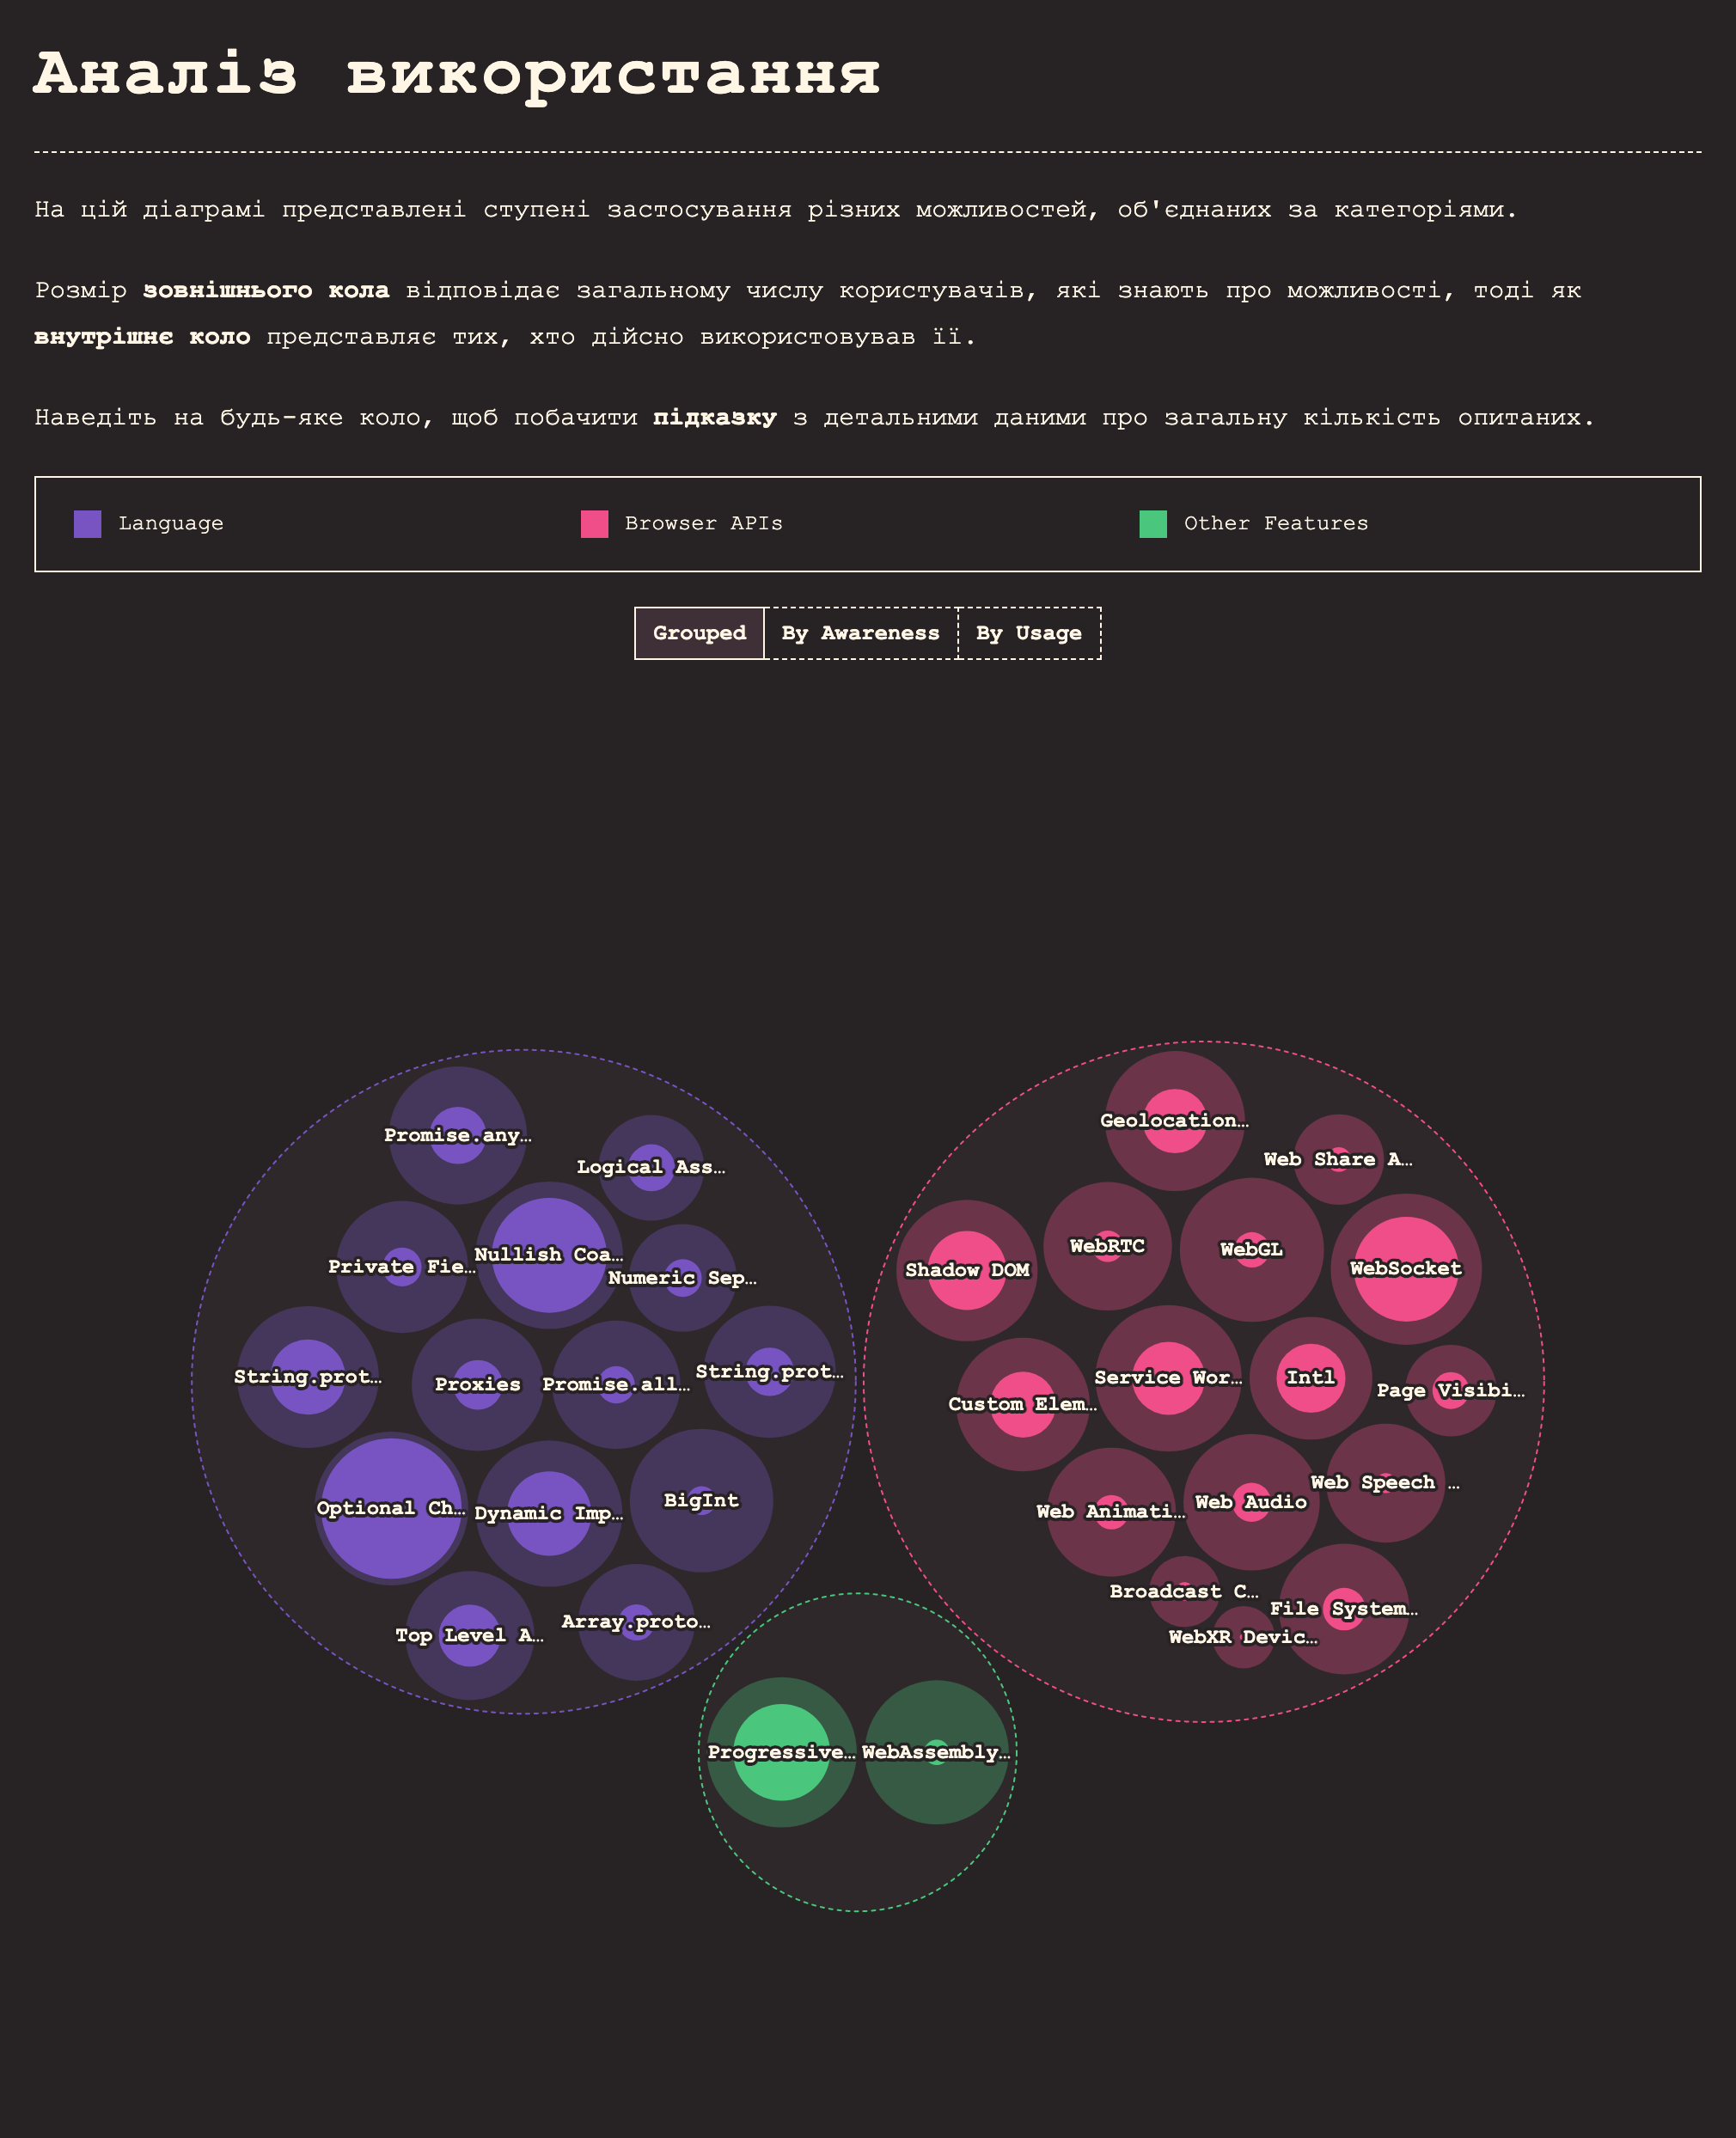 Аналіз використання
На цій діаграмі представлені ступені застосування різних можливостей, об'єднаних за категоріями.
Розмір зовнішнього кола відповідає загальному числу користувачів, які знають про можливості, тоді як
внутрішнє коло представляє тих, хто дійсно використовував її.
Наведіть на будь-яке коло, щоб побачити підказку з детальними даними про загальну кількість опитаних.
Language
Browser APIs
Other Features
Grouped
By Awareness
By Usage
Promise.any…
Logical Ass…
Private Fie…
Nullish Coa…
Numeric Sep…
String.prot…
Proxies
Promise.all…
String.prot…
Optional Ch…
Dynamic Imp…
BigInt
Top Level A…
Array.proto…
Geolocation…
Web Share A…
Shadow DOM
WebRTC
WebGL
WebSocket
Custom Elem…
Service Wor…
Intl
Page Visibi…
Web Animati…
Web Audio
Web Speech …
Broadcast C…
File System…
WebXR Devic…
Progressive…
WebAssembly…